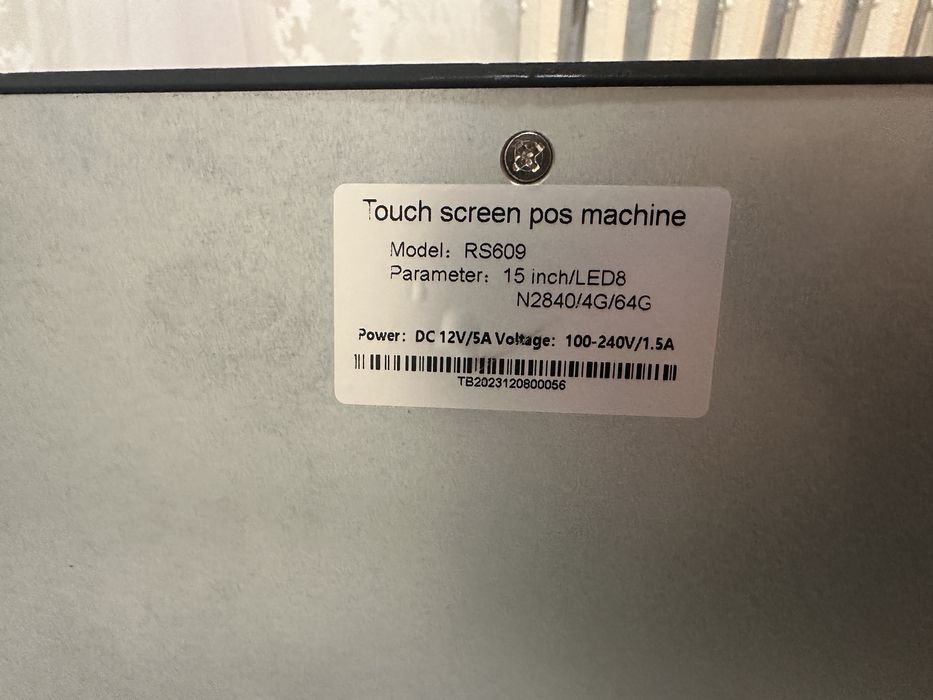 Touch screen pos machine
Model: RS609
Parameter: 15 inch/LED8
N2840/4G/64G
Power: DC 12V/5A Voltage: 100-240V/1.5A
TB2023120800056